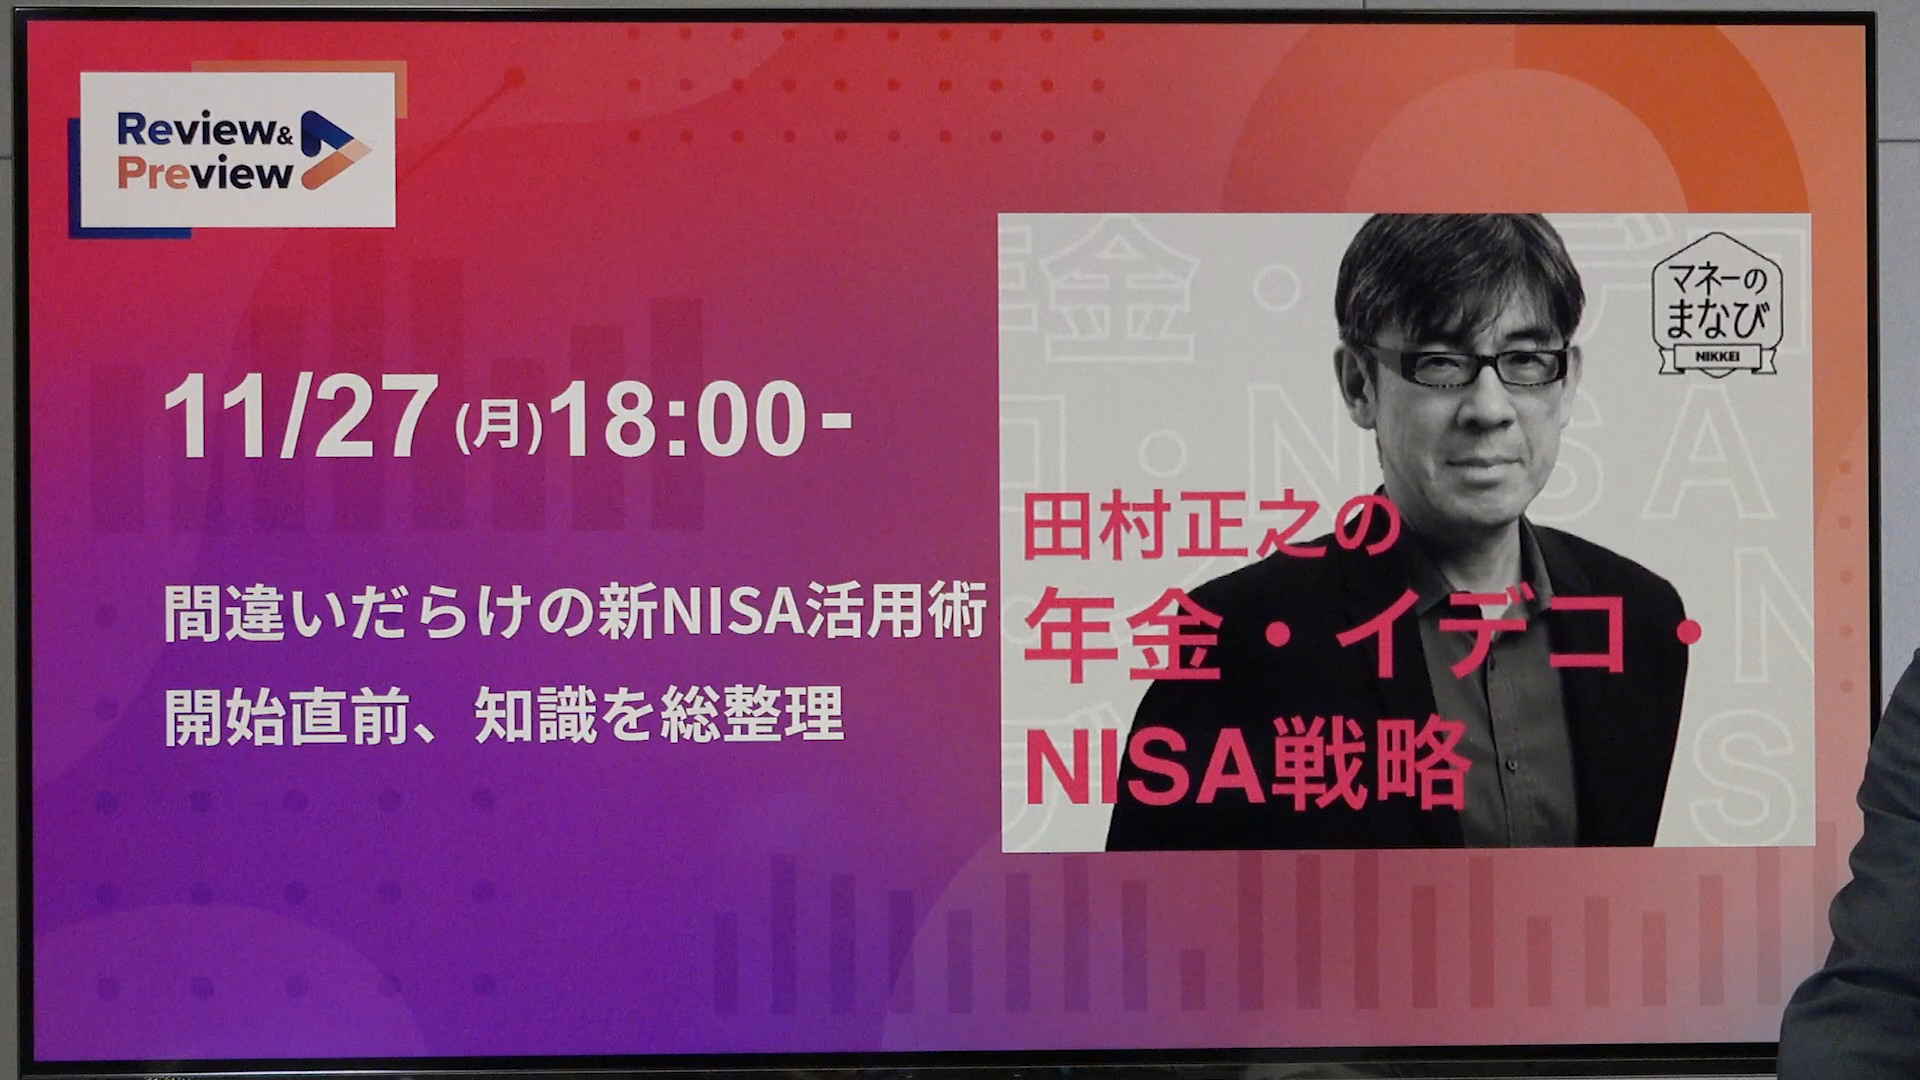 Review&
Preview
11/27(月)18:00-
間違いだらけの新NISA活用術
開始直前、知識を総整理
マネーの
まなび
NIKKEI
田村正之の
年金・イデコ・
NISA戦略